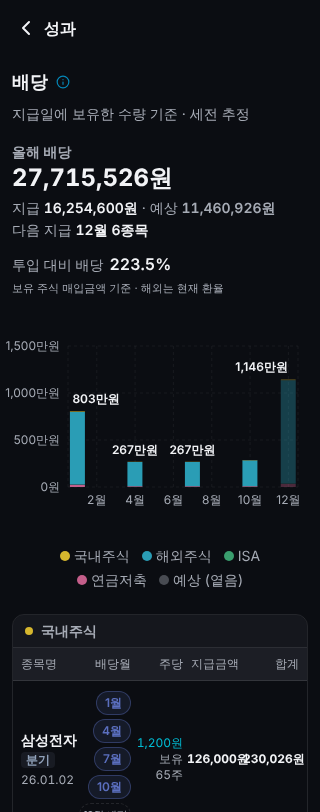 성과
배당
지급일에 보유한 수량 기준 · 세전 추정
올해 배당
27,715,526원
지급 16,254,600원 · 예상 11,460,926원
다음 지급 12월 6종목
투입 대비 배당 223.5%
보유 주식 매입금액 기준 · 해외는 현재 환율
1,500만원
1,146만원
1,000만원
803만원
500만원
267만원 267만원
0원
2월 4월 6월 8월 10월 12월
국내주식 해외주식 ISA
연금저축 예상 (옅음)
국내주식
종목명 배당월 주당 지급금액 합계
1월
4월
삼성전자
분기
26.01.02
7월
10월
1,200원
보유
65주
126,000원
230,026원